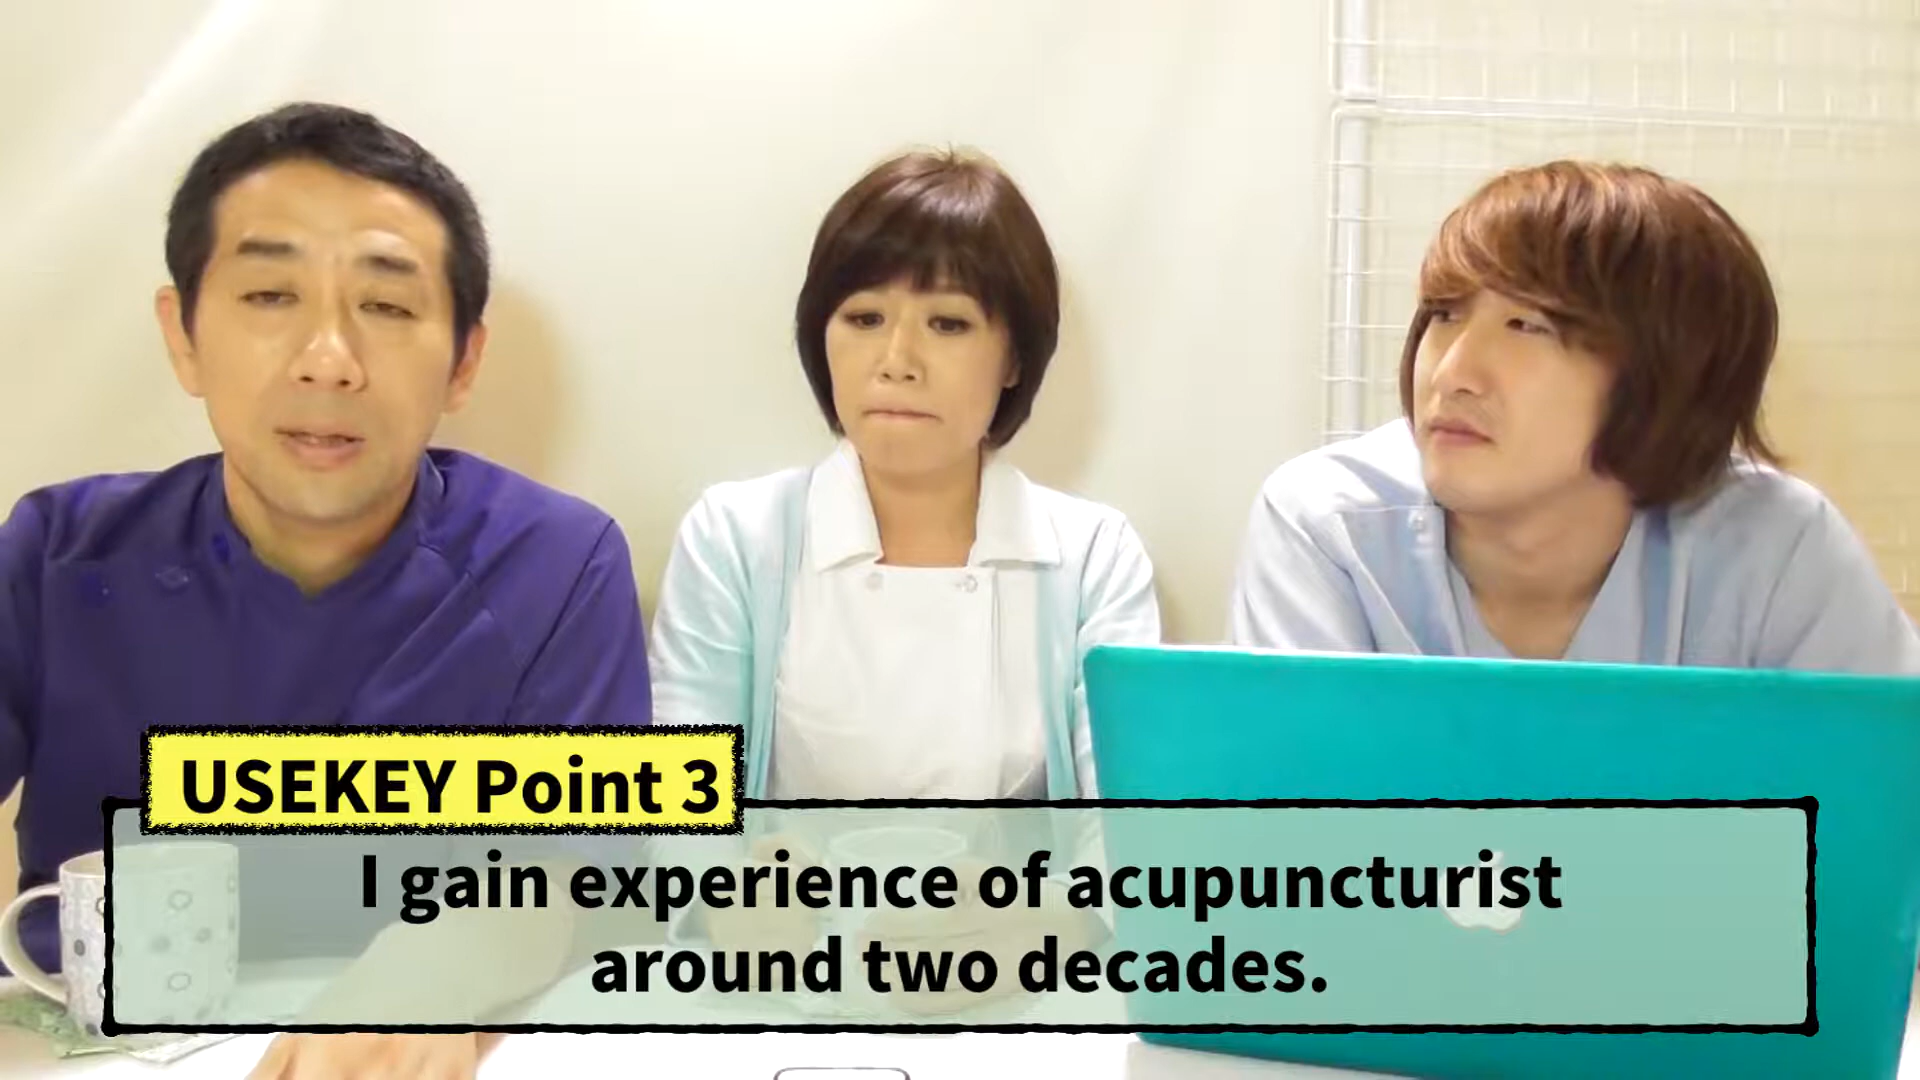 USEKEY Point 3
I gain experience of acupuncturist
around two decades.